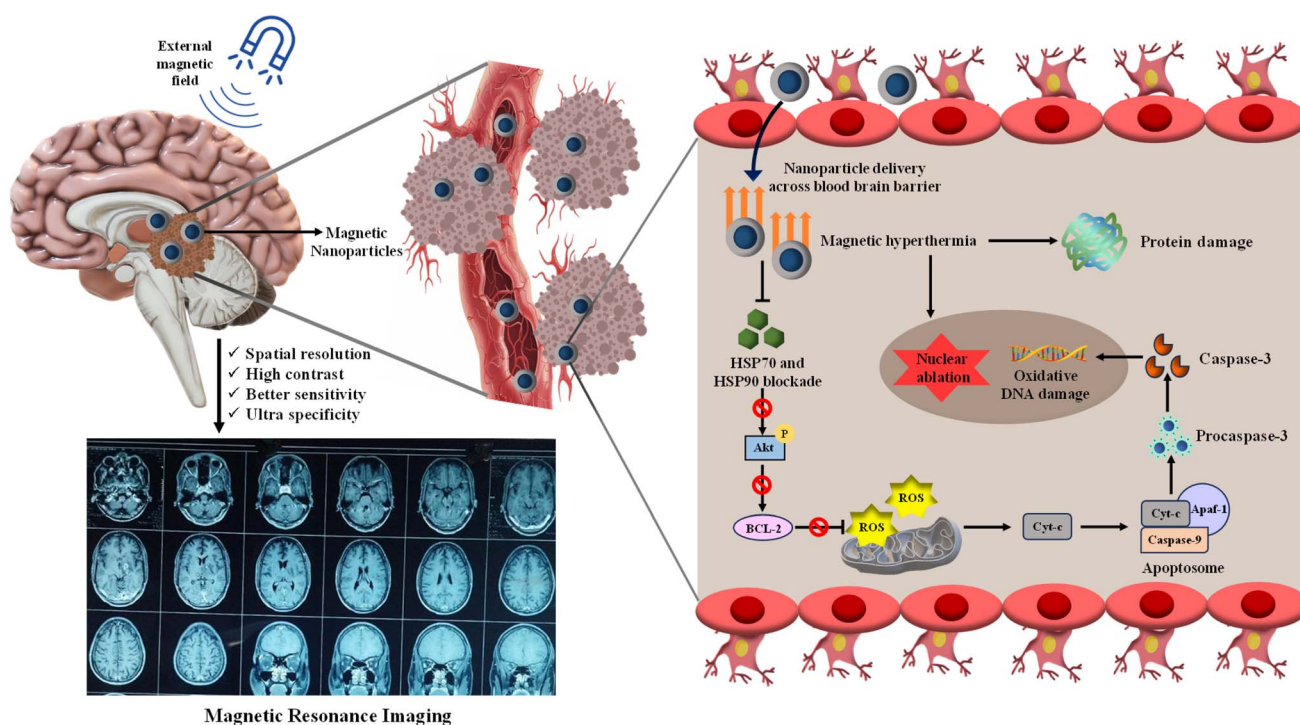 External
magnetic
field
Magnetic
Nanoparticles
✓ Spatial resolution
✓ High contrast
✓ Better sensitivity
✓ Ultra specificity
Magnetic Resonance Imaging
Nanoparticle delivery
across blood brain barrier
Magnetic hyperthermia
Protein damage
HSP70 and
HSP90 blockade
Nuclear
ablation
Oxidative
DNA damage
Caspase-3
Procaspase-3
P
Akt
BCL-2
ROS
ROS
Cyt-c
Cyt-c
Apaf-1
Caspase-9
Apoptosome